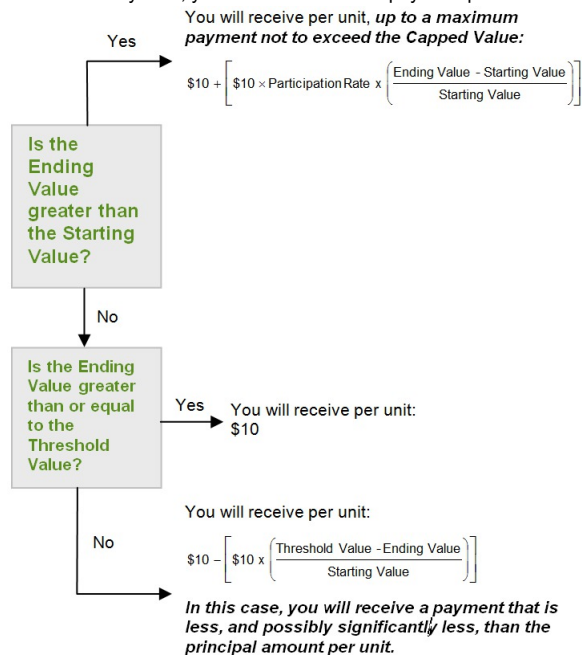 You will receive per unit, up to a maximum
payment not to exceed the Capped Value:
Yes
$10 + [ $10 × Participation Rate x ( Ending Value - Starting Value / Starting Value ) ]
Is the
Ending
Value
greater than
the Starting
Value?
No
Is the Ending
Value greater
than or equal
to the
Threshold
Value?
Yes
You will receive per unit:
$10
No
You will receive per unit:
$10 – [ $10 x ( Threshold Value - Ending Value / Starting Value ) ]
In this case, you will receive a payment that is
less, and possibly significantly less, than the
principal amount per unit.